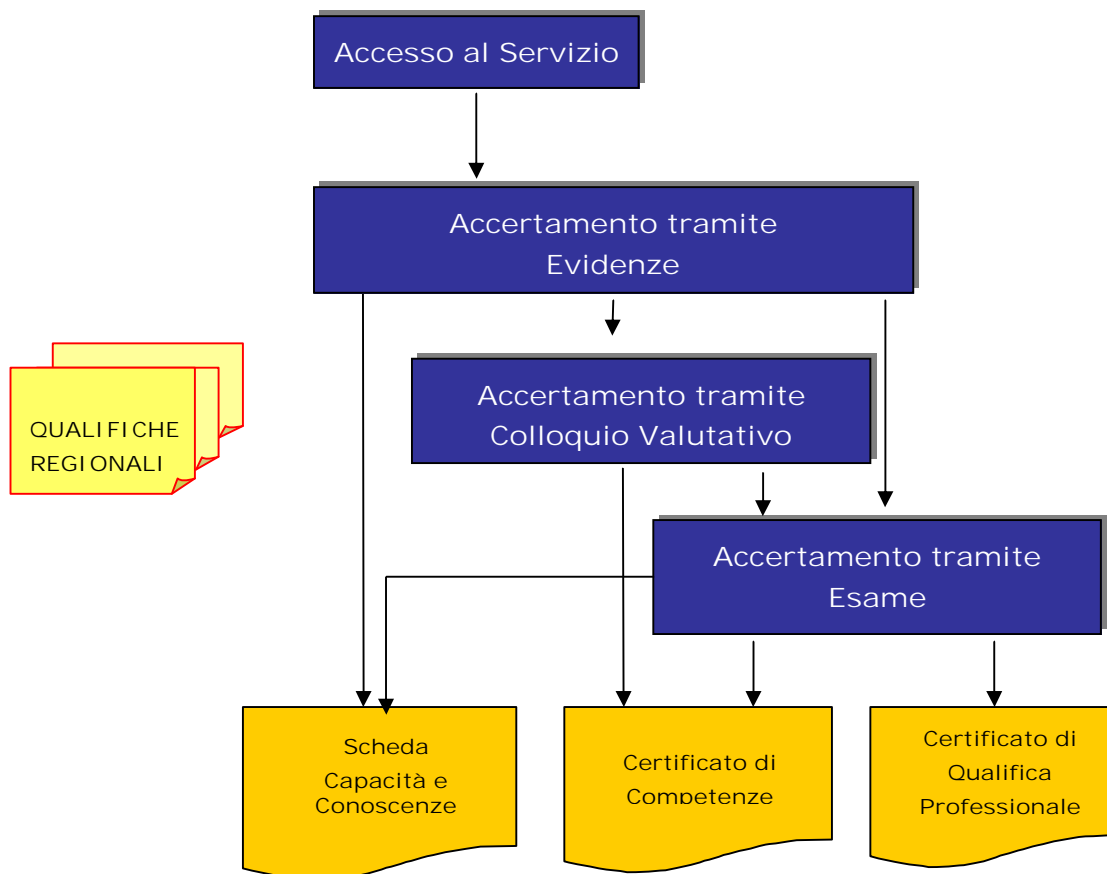 Accesso al Servizio
Accertamento tramite
Evidenze
Accertamento tramite
Colloquio Valutativo
QUALIFICHE
REGIONALI
Accertamento tramite
Esame
Scheda
Capacità e
Conoscenze
Certificato di
Competenze
Certificato di
Qualifica
Professionale